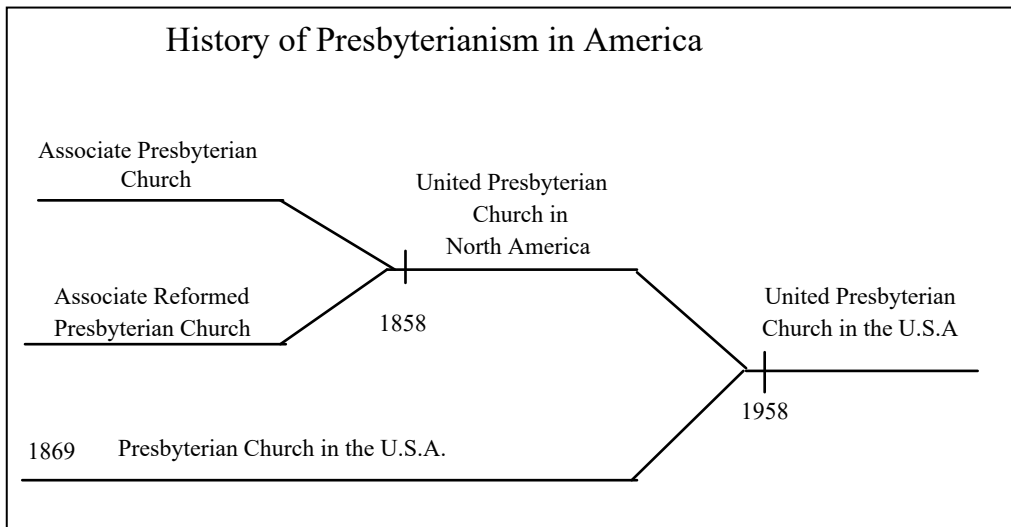 History of Presbyterianism in America
Associate Presbyterian
Church
United Presbyterian
Church in
North America
Associate Reformed
Presbyterian Church
1858
United Presbyterian
Church in the U.S.A
1958
1869 Presbyterian Church in the U.S.A.